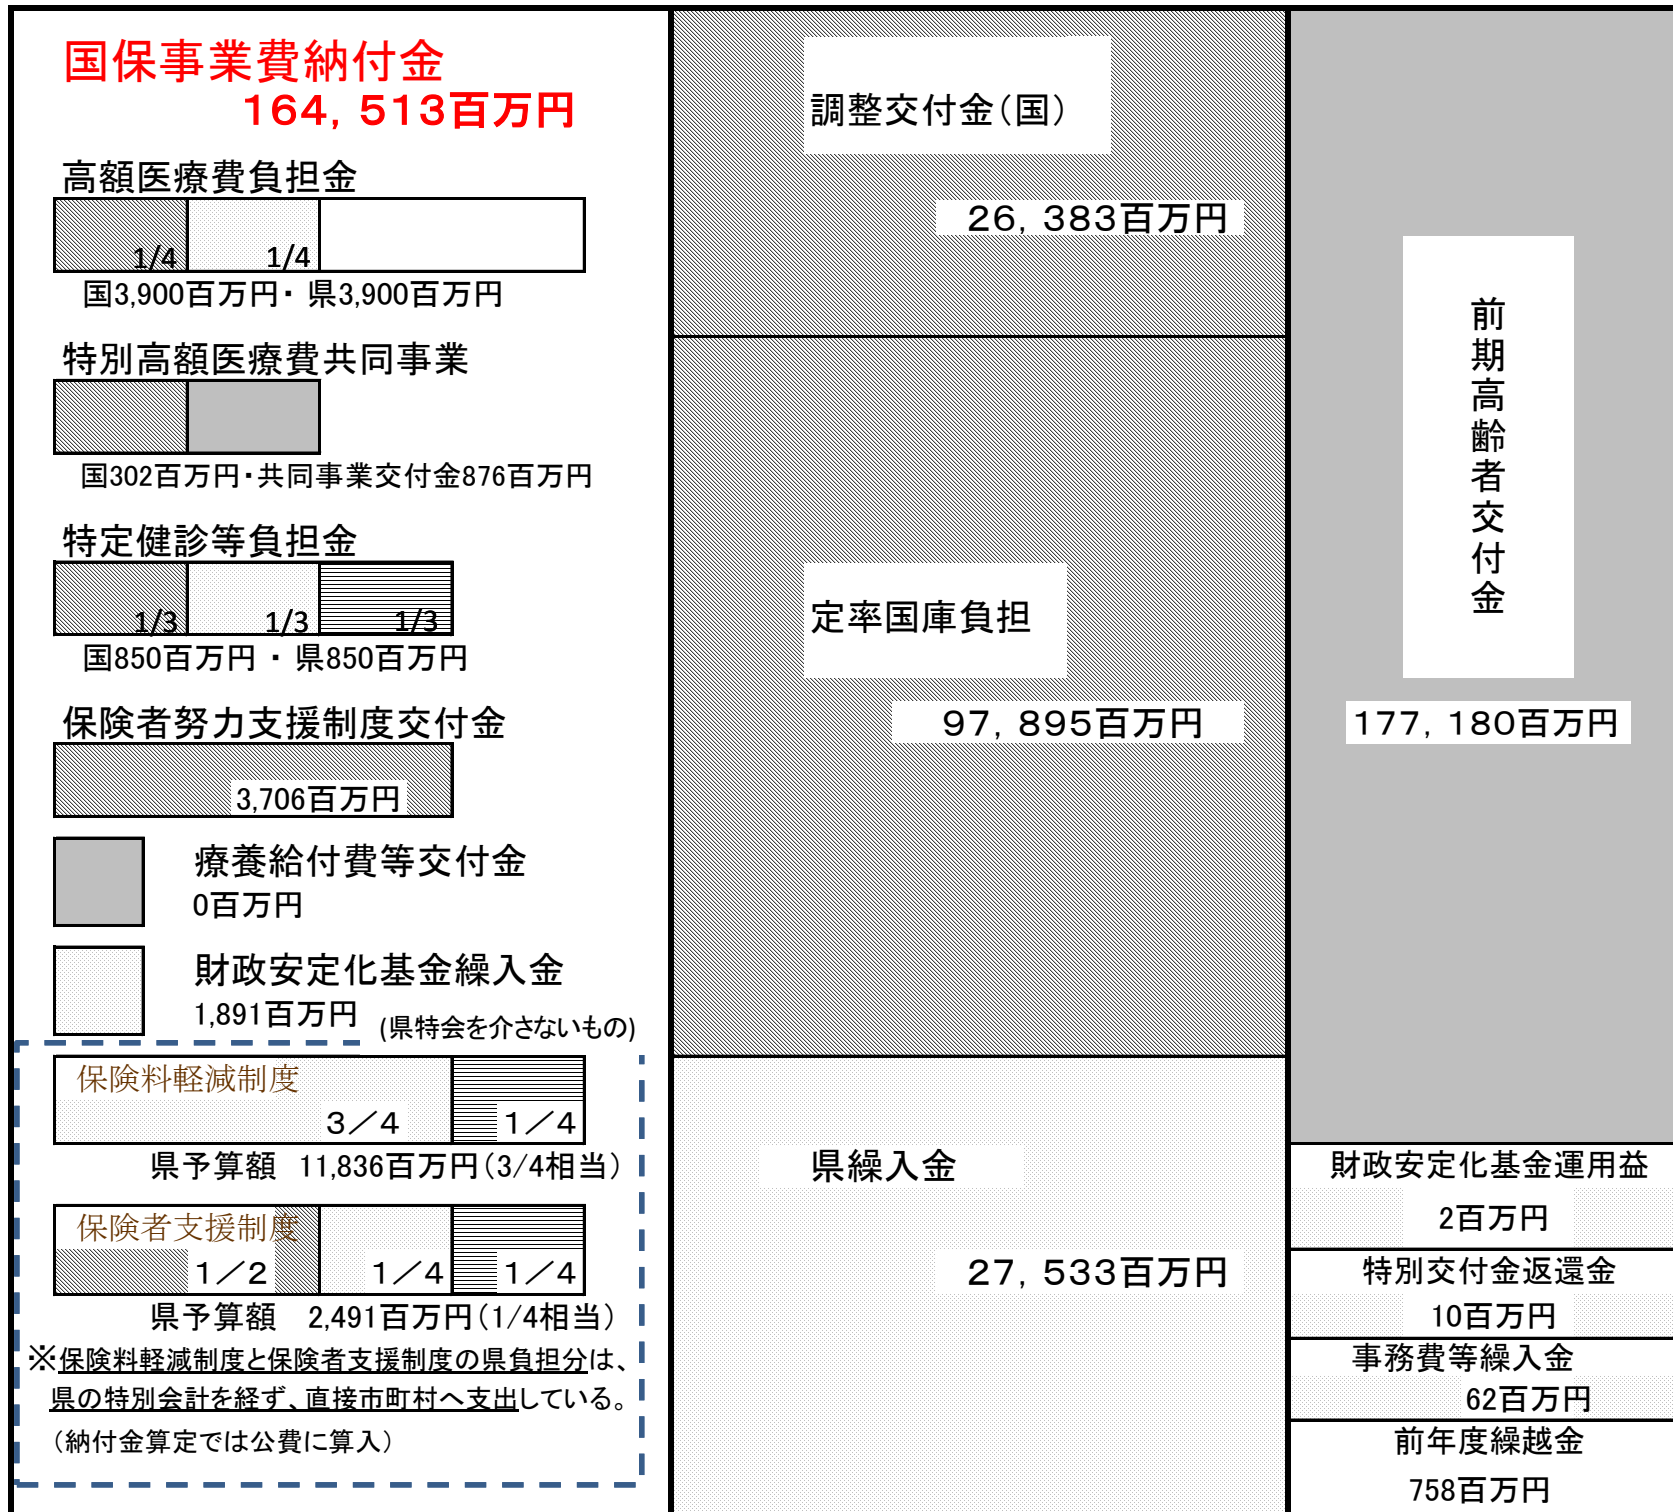 国保事業費納付金
164,513百万円
高額医療費負担金
1/4 1/4
国3,900百万円・県3,900百万円
特別高額医療費共同事業
国302百万円・共同事業交付金876百万円
特定健診等負担金
1/3 1/3 1/3
国850百万円・県850百万円
保険者努力支援制度交付金
3,706百万円
療養給付費等交付金
0百万円
財政安定化基金繰入金
1,891百万円
(県特会を介さないもの)
保険料軽減制度
3/4 1/4
県予算額 11,836百万円(3/4相当)
保険者支援制度
1/2 1/4 1/4
県予算額 2,491百万円(1/4相当)
※保険料軽減制度と保険者支援制度の県負担分は、
県の特別会計を経ず、直接市町村へ支出している。
(納付金算定では公費に算入)
調整交付金(国)
26,383百万円
定率国庫負担
97,895百万円
県繰入金
27,533百万円
前期高齢者交付金
177,180百万円
財政安定化基金運用益
2百万円
特別交付金返還金
10百万円
事務費等繰入金
62百万円
前年度繰越金
758百万円